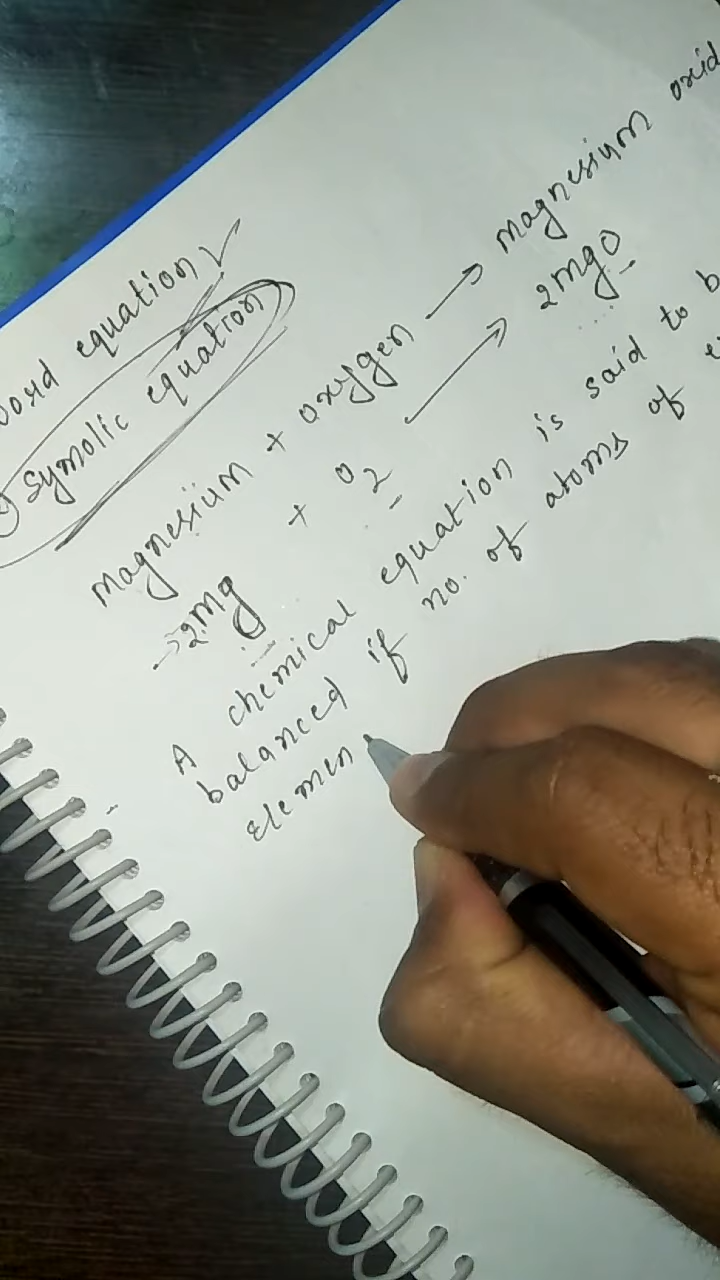 word equation ✓
symolic equation
magnesium + oxygen → magnesium oxid
→ 2mg + O2 → 2mgO
A chemical equation is said to b
balanced if no. of atoms of e
elemen